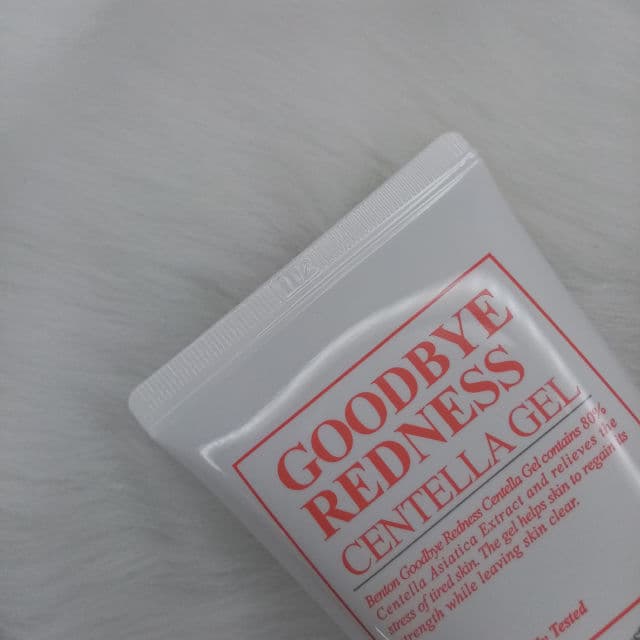 GOODBYE
REDNESS
CENTELLA GEL
Benton Goodbye Redness Centella Gel contains
Centella Asiatica Extract and relieves the
stress of tired skin. The gel helps skin to regain its
strength while leaving skin clear.
Tested